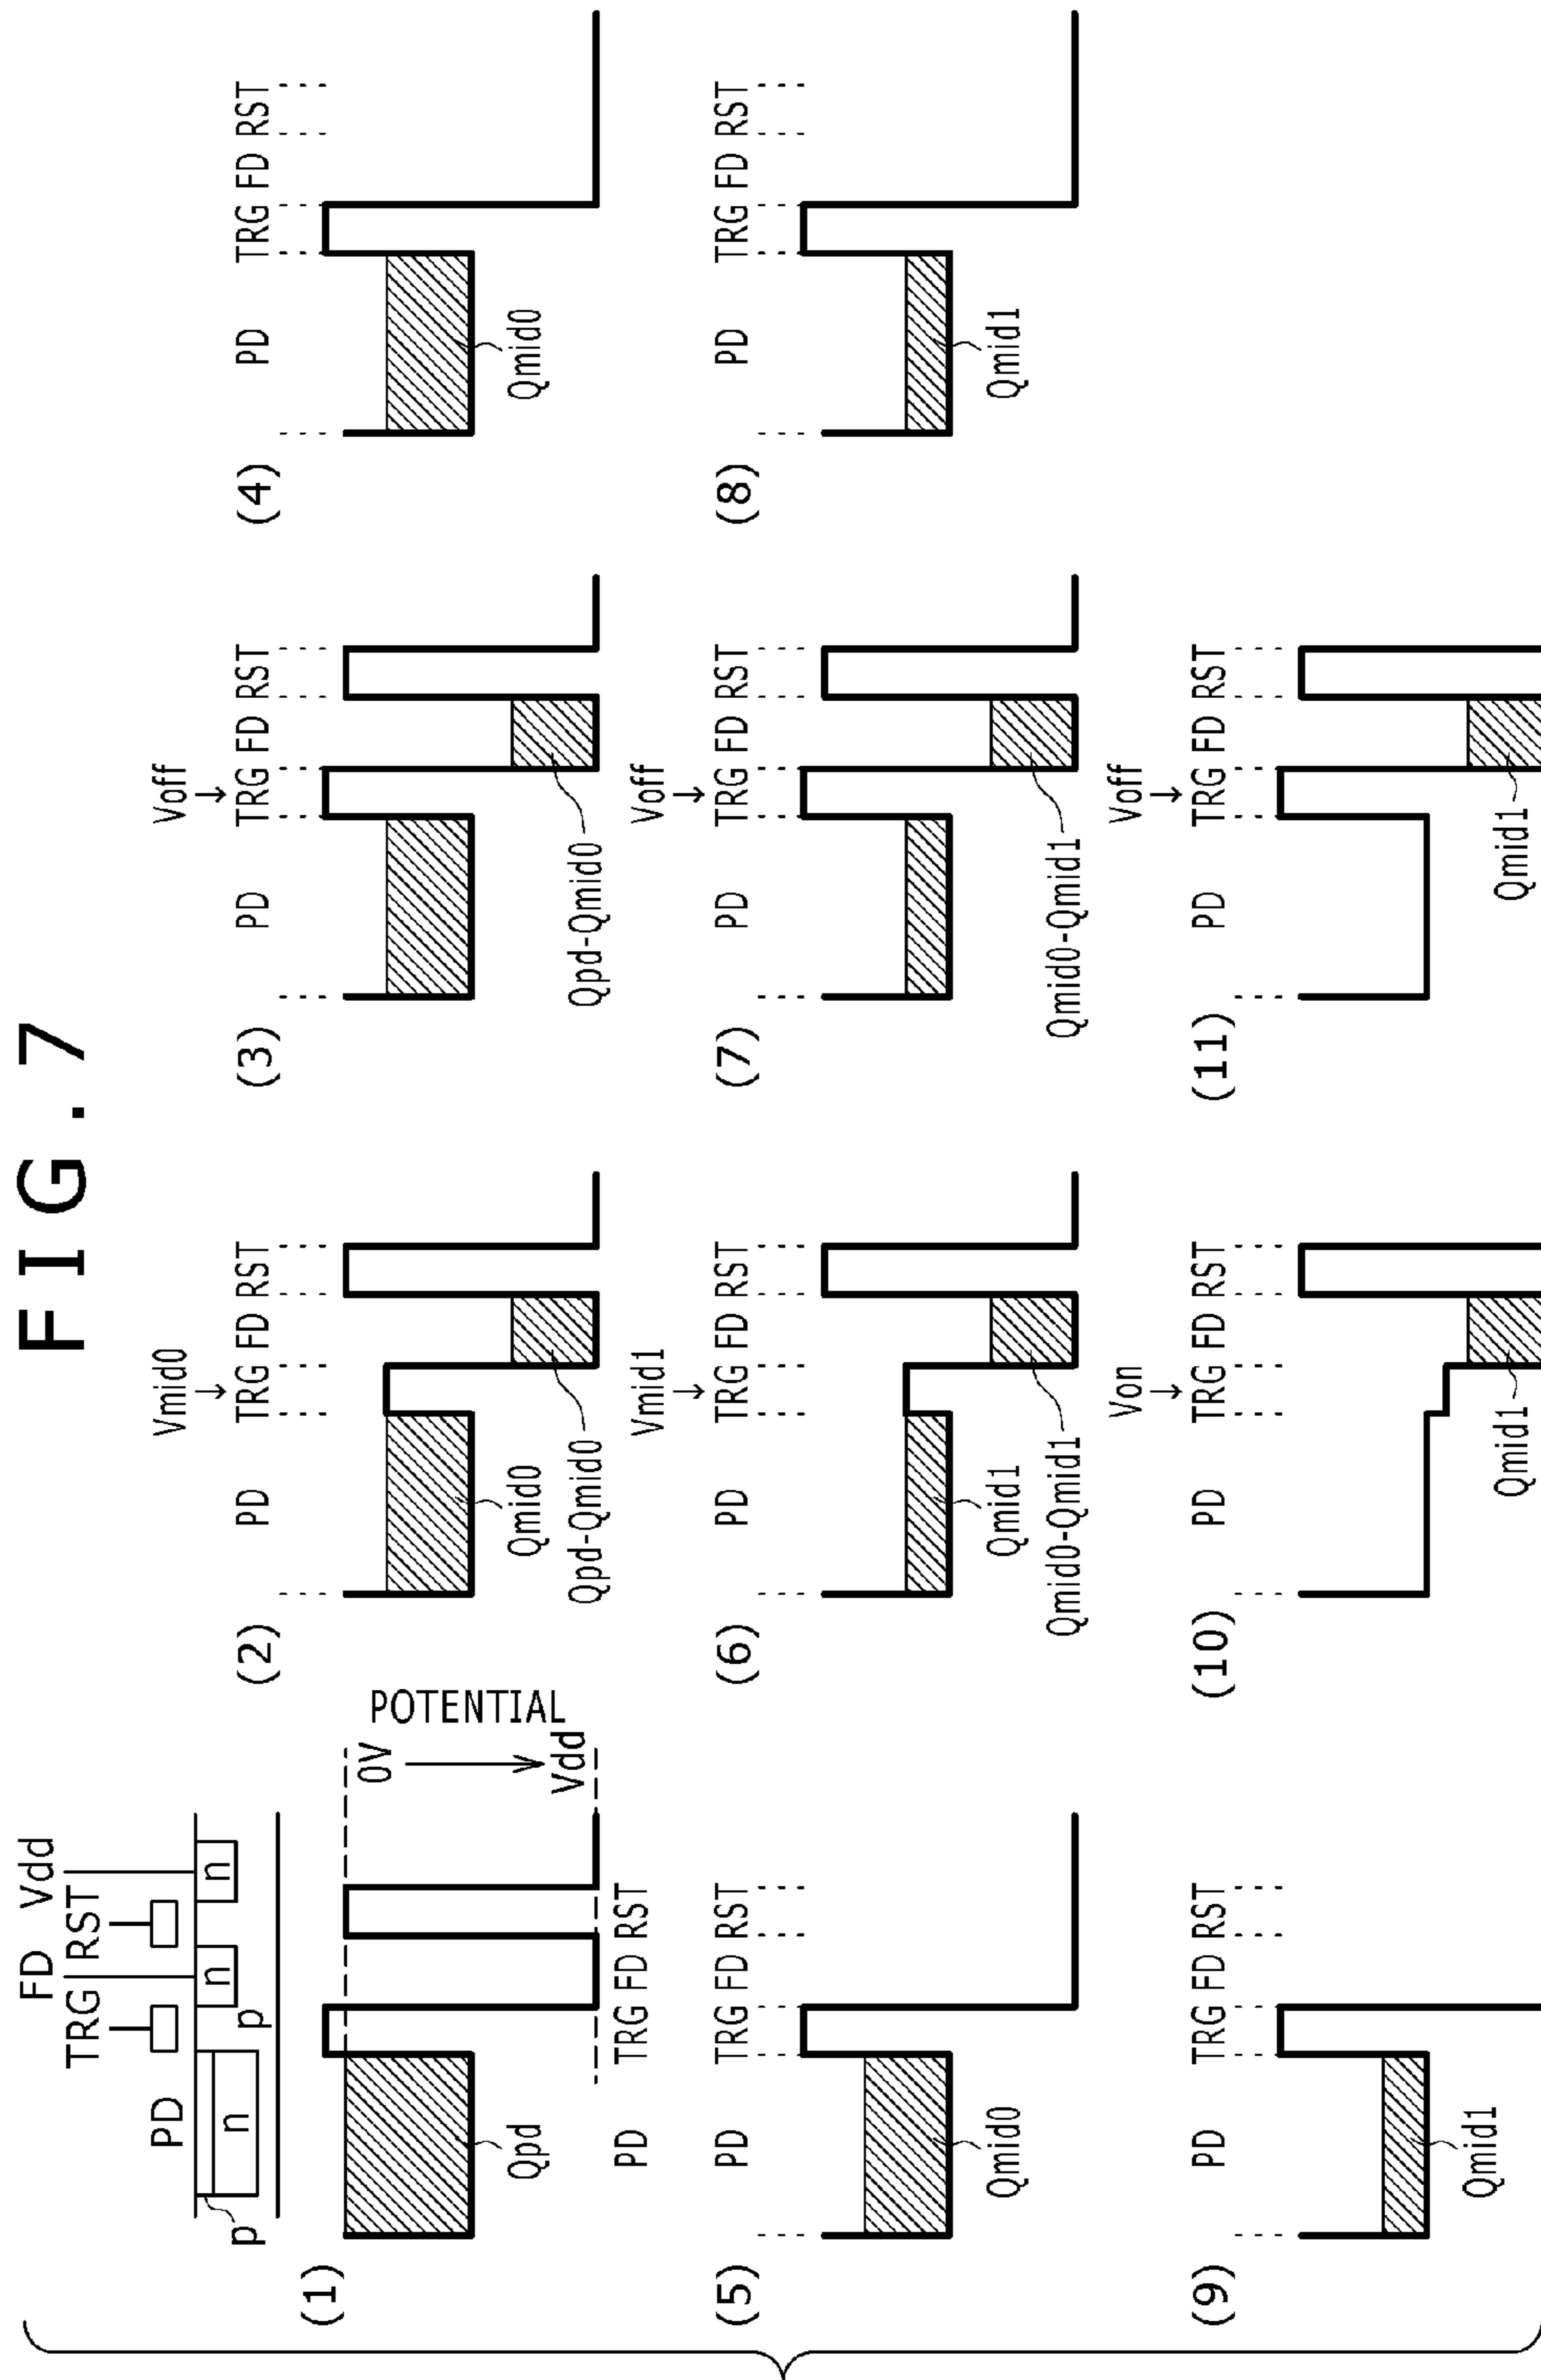 FIG.7
FD Vdd
TRG RST
PD
n n n
p
p
(1)
0V
POTENTIAL
Vdd
Qpd
PD TRG FD RST
(2)
Vmid0
PD TRG FD RST
Qmid0
Qpd-Qmid0
(3)
Voff
PD TRG FD RST
Qpd-Qmid0
(4)
PD TRG FD RST
Qmid0
(5)
PD TRG FD RST
Qmid0
(6)
Vmid1
PD TRG FD RST
Qmid1
Qmid0-Qmid1
(7)
Voff
PD TRG FD RST
Qmid0-Qmid1
(8)
PD TRG FD RST
Qmid1
(9)
PD TRG FD RST
Qmid1
(10)
Von
PD TRG FD RST
Qmid1
(11)
Voff
PD TRG FD RST
Qmid1